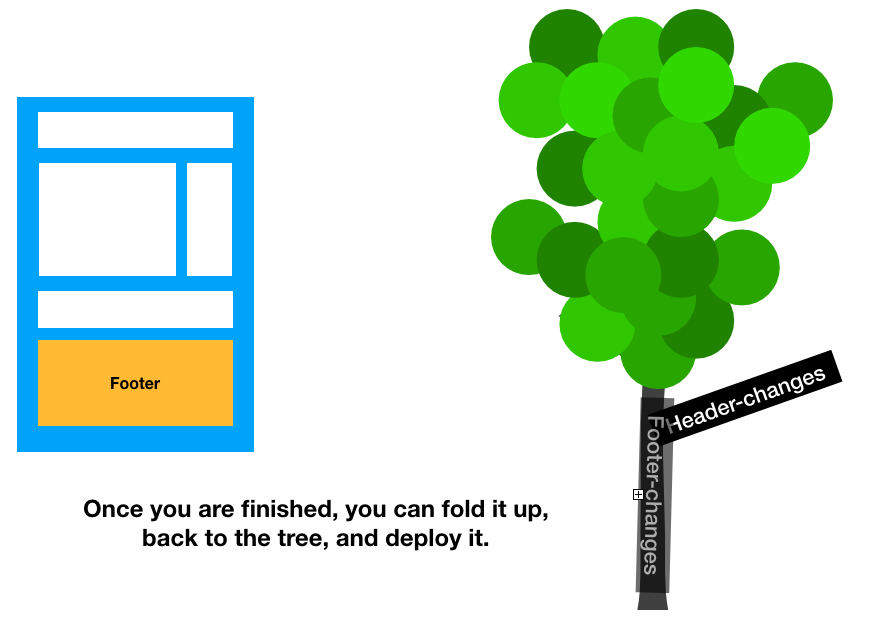 Footer
Header-changes
Footer-changes
Once you are finished, you can fold it up,
back to the tree, and deploy it.